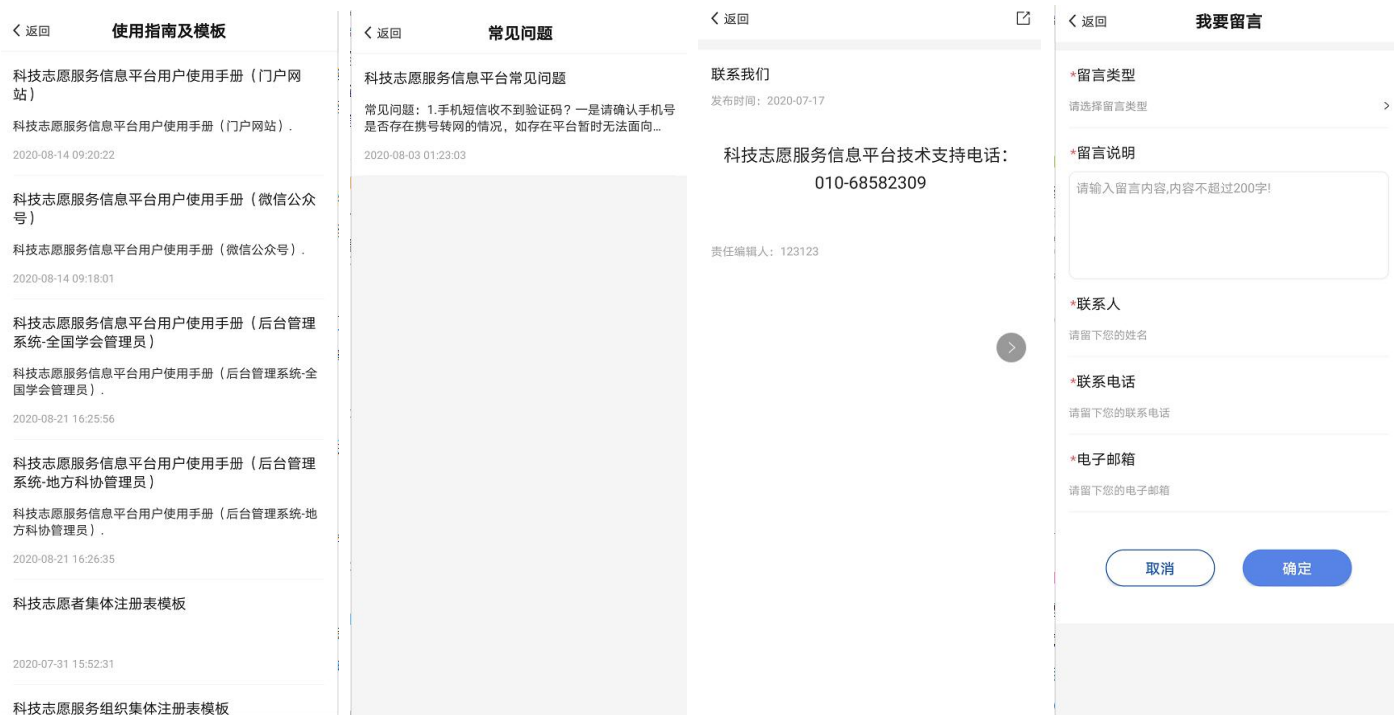 返回
使用指南及模板
科技志愿服务信息平台用户使用手册（门户网
站）
科技志愿服务信息平台用户使用手册（门户网站）.
2020-08-14 09:20:22
科技志愿服务信息平台用户使用手册（微信公众
号）
科技志愿服务信息平台用户使用手册（微信公众号）.
2020-08-14 09:18:01
科技志愿服务信息平台用户使用手册（后台管理
系统-全国学会管理员）
科技志愿服务信息平台用户使用手册（后台管理系统-全
国学会管理员）.
2020-08-21 16:25:56
科技志愿服务信息平台用户使用手册（后台管理
系统-地方科协管理员）
科技志愿服务信息平台用户使用手册（后台管理系统-地
方科协管理员）.
2020-08-21 16:26:35
科技志愿者集体注册表模板
2020-07-31 15:52:31
科技志愿服务组织集体注册表模板
返回
常见问题
科技志愿服务信息平台常见问题
常见问题：1.手机短信收不到验证码？一是请确认手机号
是否存在携号转网的情况，如存在平台暂时无法面向...
2020-08-03 01:23:03
返回
联系我们
发布时间：2020-07-17
科技志愿服务信息平台技术支持电话：
010-68582309
责任编辑人：123123
返回
我要留言
*留言类型
请选择留言类型
*留言说明
请输入留言内容,内容不超过200字!
*联系人
请留下您的姓名
*联系电话
请留下您的联系电话
*电子邮箱
请留下您的电子邮箱
取消
确定